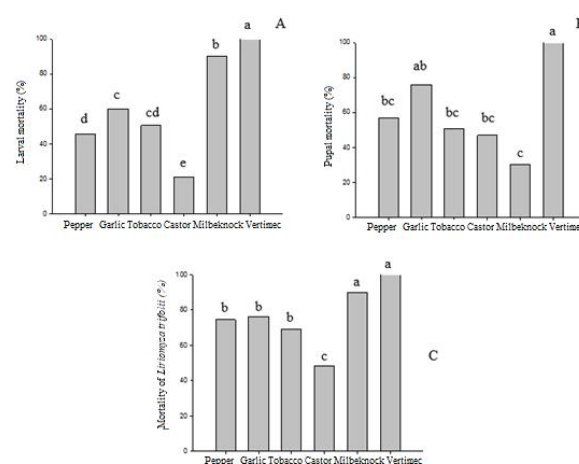 A
Larval mortality (%)
100
80
60
40
20
0
d
c
cd
e
b
a
Pepper Garlic Tobacco Castor Milbeknock Vertimec
Pupal mortality (%)
100
80
60
40
20
0
bc
ab
bc
bc
c
a
Pepper Garlic Tobacco Castor Milbeknock Vertimec
C
Mortality of Liriomyza trifolii (%)
100
80
60
40
20
0
b
b
b
c
a
a
Pepper Garlic Tobacco Castor Milbeknock Vertimec